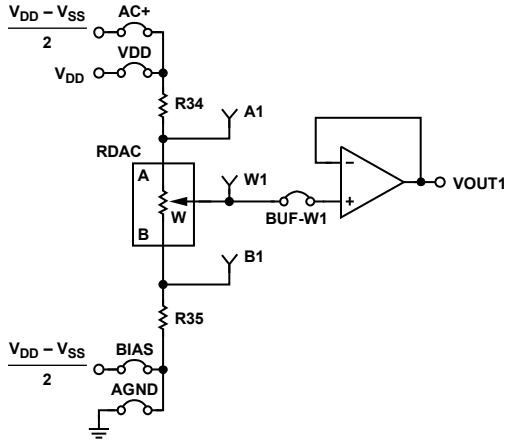 V_DD – V_SS AC+
2
VDD
V_DD
R34
A1
RDAC
A
W1
W
BUF-W1
–
+
VOUT1
B
B1
R35
V_DD – V_SS BIAS
2
AGND